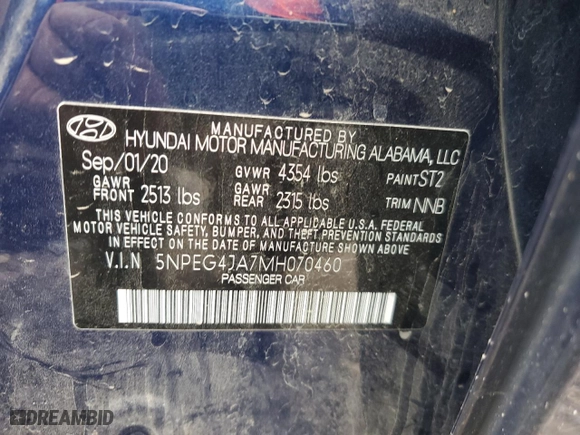 MANUFACTURED BY
HYUNDAI MOTOR MANUFACTURING ALABAMA, LLC
Sep/01/20 GVWR 4354 lbs PAINT ST2
GAWR FRONT 2513 lbs GAWR REAR 2315 lbs TRIM NNB
THIS VEHICLE CONFORMS TO ALL APPLICABLE U.S.A. FEDERAL
MOTOR VEHICLE SAFETY, BUMPER, AND THEFT PREVENTION STANDARDS
IN EFFECT ON THE DATE OF MANUFACTURE SHOWN ABOVE.
V.I.N 5NPEG4JA7MH070460
PASSENGER CAR
DREAMBID